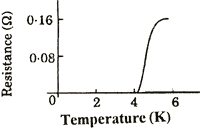 Resistance (Ω)
0·16
0·08
0 2 4 6
Temperature (K)